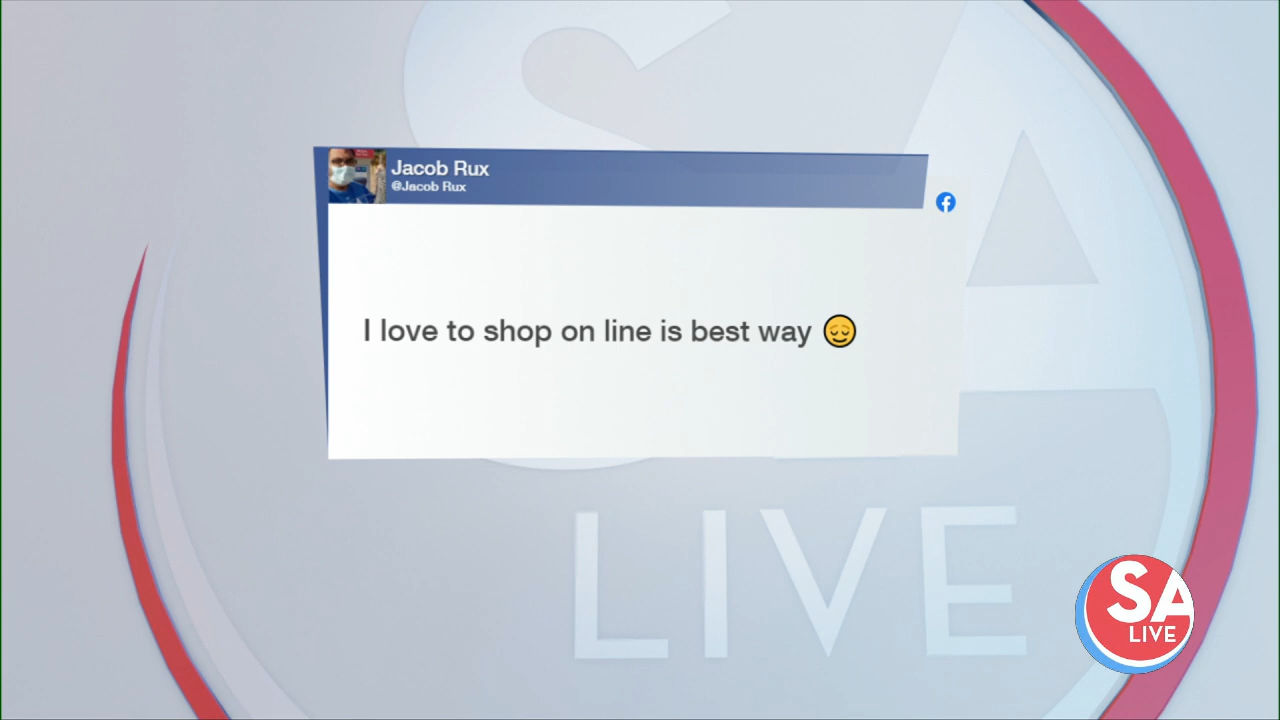 SA
Jacob Rux
@Jacob Rux
I love to shop on line is best way 😌
LIVE
SA
LIVE